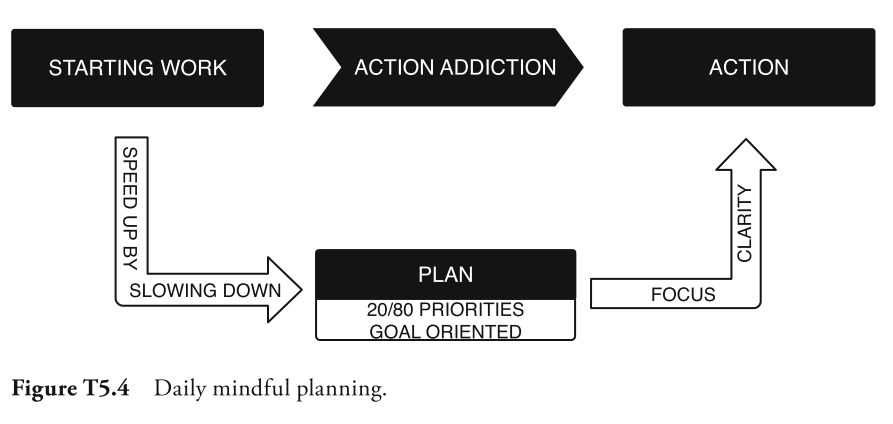 STARTING WORK
ACTION ADDICTION
ACTION
SPEED UP BY
SLOWING DOWN
PLAN
20/80 PRIORITIES
GOAL ORIENTED
FOCUS
CLARITY
Figure T5.4 Daily mindful planning.